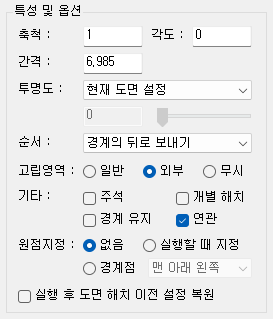 특성 및 옵션
축척 : 1 각도 : 0
간격 : 6,985
투명도 : 현재 도면 설정
0
순서 : 경계의 뒤로 보내기
고립영역 : 일반 외부 무시
기타 : 주석 개별 해치
경계 유지 연관
원점지정 : 없음 실행할 때 지정
경계점 맨 아래 왼쪽
실행 후 도면 해치 이전 설정 복원